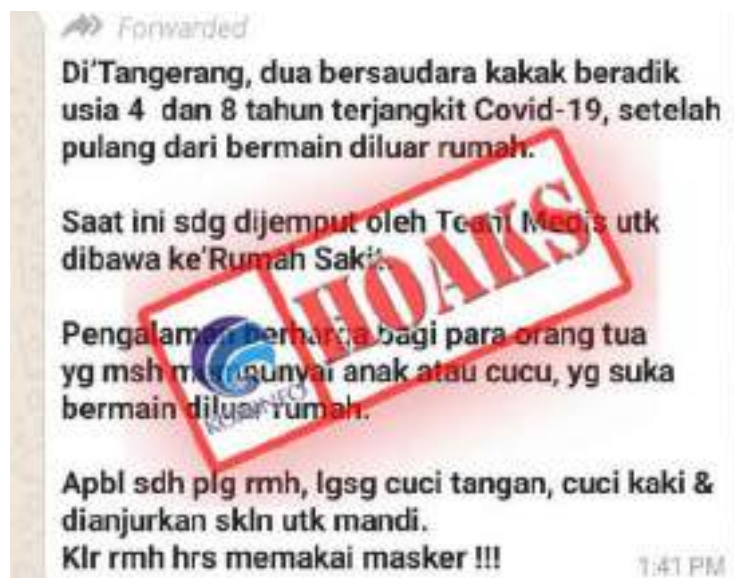 Forwarded
Di'Tangerang, dua bersaudara kakak beradik
usia 4 dan 8 tahun terjangkit Covid-19, setelah
pulang dari bermain diluar rumah.
Saat ini sdg dijemput oleh Team Medis utk
dibawa ke'Rumah Sakit.
Pengalaman berharga bagi para orang tua
yg msh mempunyai anak atau cucu, yg suka
bermain diluar rumah.
Apbl sdh plg rmh, lgsg cuci tangan, cuci kaki &
dianjurkan skln utk mandi.
Klr rmh hrs memakai masker !!!
1:41 PM
HOAKS
KOMINFO